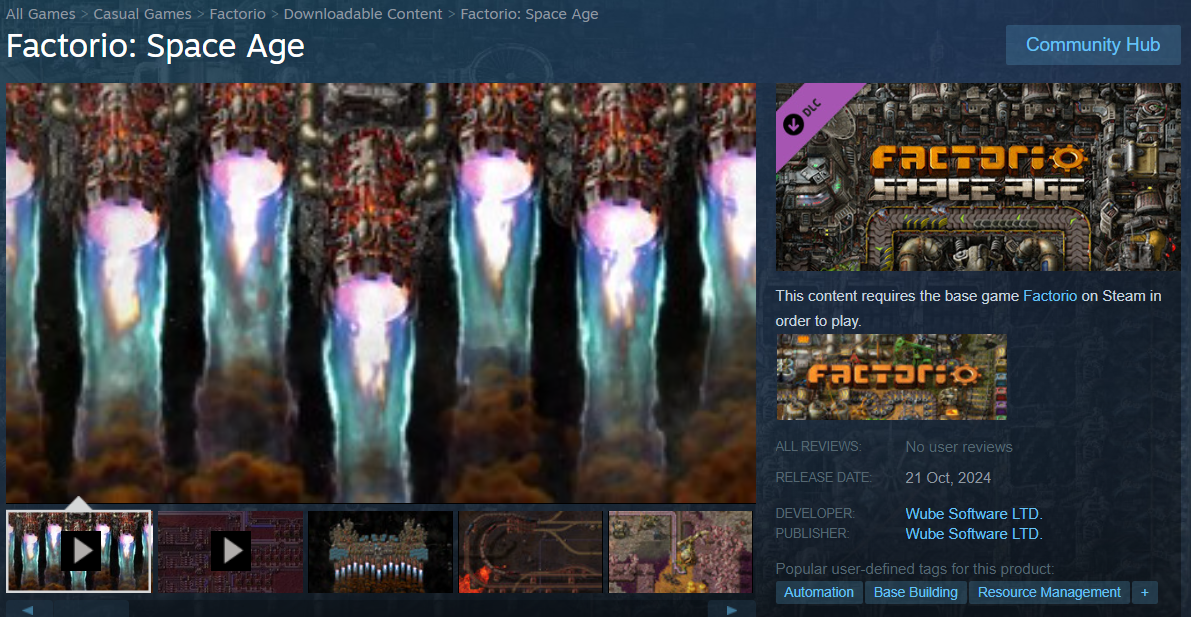 All Games > Casual Games > Factorio > Downloadable Content > Factorio: Space Age
Factorio: Space Age
Community Hub
DLC
FACTORIO
SPACE AGE
This content requires the base game Factorio on Steam in
order to play.
FACTORIO
ALL REVIEWS: No user reviews
RELEASE DATE: 21 Oct, 2024
DEVELOPER: Wube Software LTD.
PUBLISHER: Wube Software LTD.
Popular user-defined tags for this product:
Automation Base Building Resource Management +